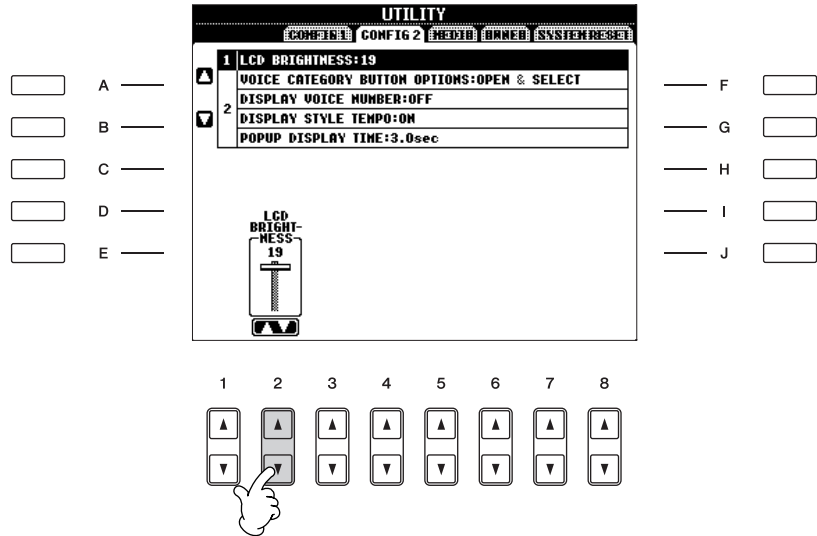 UTILITY
CONFIG 1 CONFIG 2 MEDIA OWNER SYSTEM RESET
1 LCD BRIGHTNESS:19
VOICE CATEGORY BUTTON OPTIONS:OPEN & SELECT
2 DISPLAY VOICE NUMBER:OFF
DISPLAY STYLE TEMPO:ON
POPUP DISPLAY TIME:3.0sec
A F
B G
C H
D I
E J
LCD
BRIGHT-
NESS
19
1 2 3 4 5 6 7 8